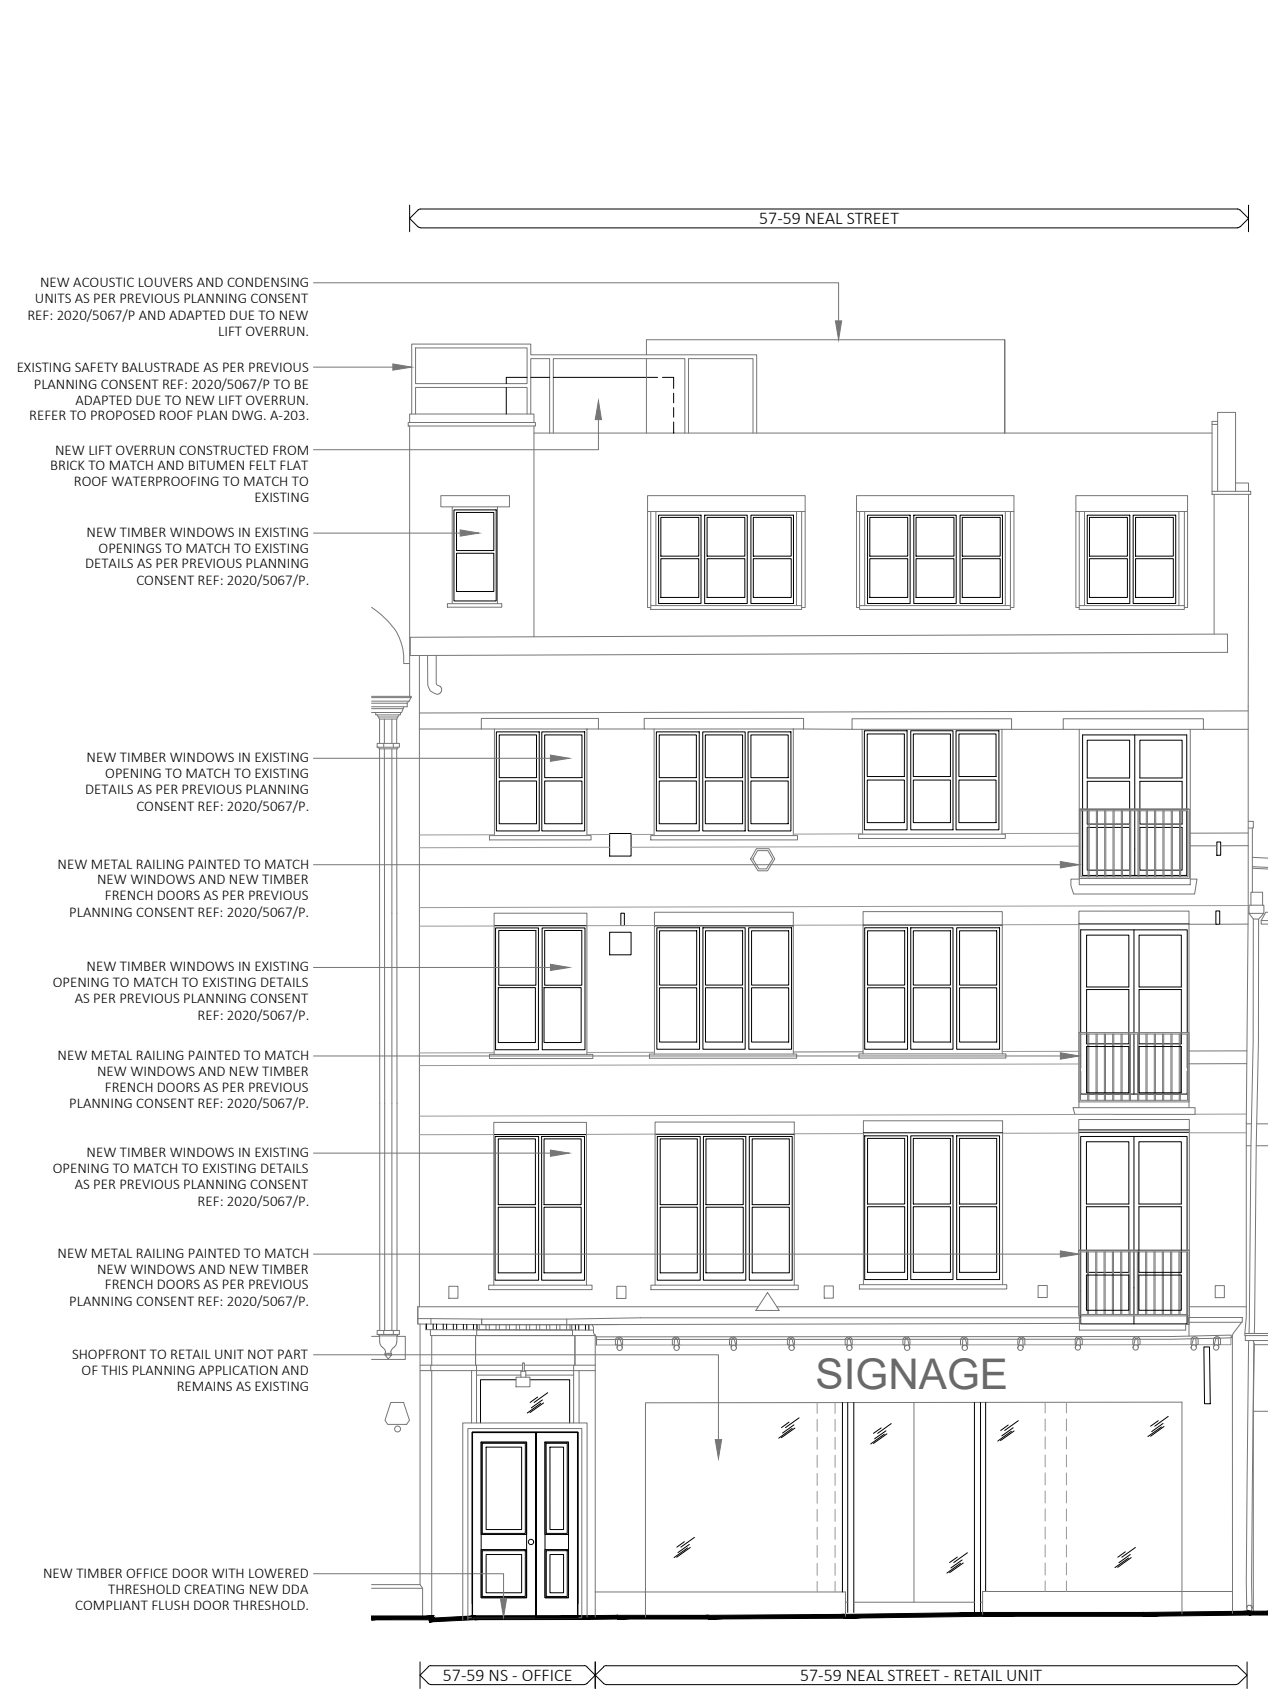 57-59 NEAL STREET
NEW ACOUSTIC LOUVERS AND CONDENSING
UNITS AS PER PREVIOUS PLANNING CONSENT
REF: 2020/5067/P AND ADAPTED DUE TO NEW
LIFT OVERRUN.
EXISTING SAFETY BALUSTRADE AS PER PREVIOUS
PLANNING CONSENT REF: 2020/5067/P TO BE
ADAPTED DUE TO NEW LIFT OVERRUN.
REFER TO PROPOSED ROOF PLAN DWG. A-203.
NEW LIFT OVERRUN CONSTRUCTED FROM
BRICK TO MATCH AND BITUMEN FELT FLAT
ROOF WATERPROOFING TO MATCH TO
EXISTING
NEW TIMBER WINDOWS IN EXISTING
OPENINGS TO MATCH TO EXISTING
DETAILS AS PER PREVIOUS PLANNING
CONSENT REF: 2020/5067/P.
NEW TIMBER WINDOWS IN EXISTING
OPENING TO MATCH TO EXISTING
DETAILS AS PER PREVIOUS PLANNING
CONSENT REF: 2020/5067/P.
NEW METAL RAILING PAINTED TO MATCH
NEW WINDOWS AND NEW TIMBER
FRENCH DOORS AS PER PREVIOUS
PLANNING CONSENT REF: 2020/5067/P.
NEW TIMBER WINDOWS IN EXISTING
OPENING TO MATCH TO EXISTING DETAILS
AS PER PREVIOUS PLANNING CONSENT
REF: 2020/5067/P.
NEW METAL RAILING PAINTED TO MATCH
NEW WINDOWS AND NEW TIMBER
FRENCH DOORS AS PER PREVIOUS
PLANNING CONSENT REF: 2020/5067/P.
NEW TIMBER WINDOWS IN EXISTING
OPENING TO MATCH TO EXISTING DETAILS
AS PER PREVIOUS PLANNING CONSENT
REF: 2020/5067/P.
NEW METAL RAILING PAINTED TO MATCH
NEW WINDOWS AND NEW TIMBER
FRENCH DOORS AS PER PREVIOUS
PLANNING CONSENT REF: 2020/5067/P.
SHOPFRONT TO RETAIL UNIT NOT PART
OF THIS PLANNING APPLICATION AND
REMAINS AS EXISTING
SIGNAGE
NEW TIMBER OFFICE DOOR WITH LOWERED
THRESHOLD CREATING NEW DDA
COMPLIANT FLUSH DOOR THRESHOLD.
57-59 NS - OFFICE
57-59 NEAL STREET - RETAIL UNIT